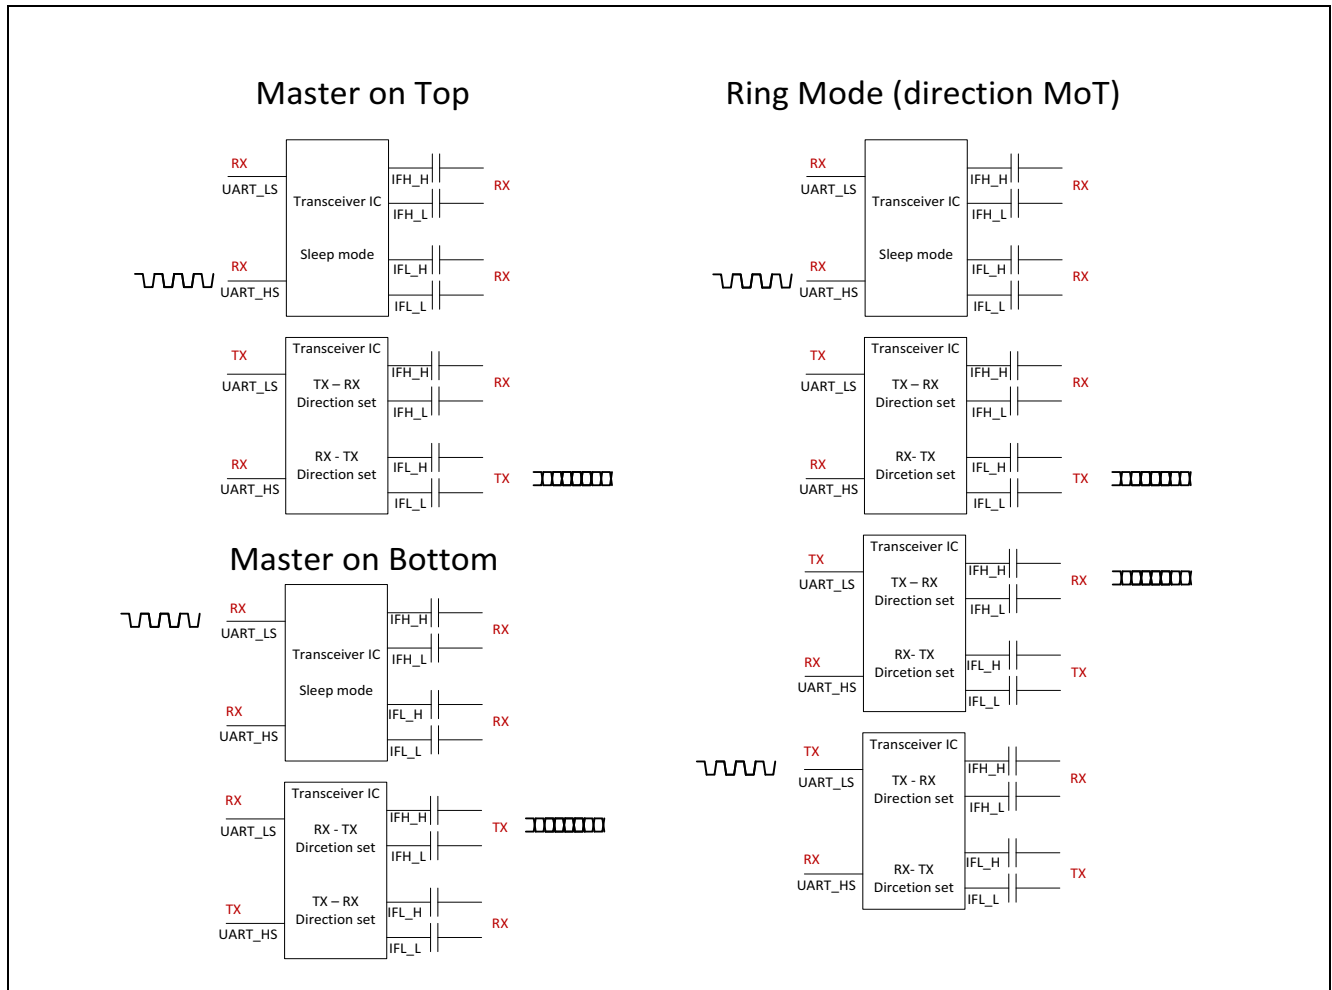 Master on Top
RX
UART_LS
RX
UART_HS
Transceiver IC
Sleep mode
IFH_H
IFH_L
RX
IFL_H
IFL_L
RX
TX
UART_LS
RX
UART_HS
Transceiver IC
TX – RX
Direction set
RX - TX
Direction set
IFH_H
IFH_L
RX
IFL_H
IFL_L
TX
Master on Bottom
RX
UART_LS
RX
UART_HS
Transceiver IC
Sleep mode
IFH_H
IFH_L
RX
IFL_H
IFL_L
RX
RX
UART_LS
TX
UART_HS
Transceiver IC
RX - TX
Dircetion set
TX – RX
Direction set
IFH_H
IFH_L
TX
IFL_H
IFL_L
RX
Ring Mode (direction MoT)
RX
UART_LS
RX
UART_HS
Transceiver IC
Sleep mode
IFH_H
IFH_L
RX
IFL_H
IFL_L
RX
TX
UART_LS
RX
UART_HS
Transceiver IC
TX – RX
Direction set
RX- TX
Dircetion set
IFH_H
IFH_L
RX
IFL_H
IFL_L
TX
TX
UART_LS
RX
UART_HS
Transceiver IC
TX – RX
Direction set
RX- TX
Dircetion set
IFH_H
IFH_L
RX
IFL_H
IFL_L
TX
TX
UART_LS
RX
UART_HS
Transceiver IC
TX - RX
Direction set
RX- TX
Dircetion set
IFH_H
IFH_L
RX
IFL_H
IFL_L
TX